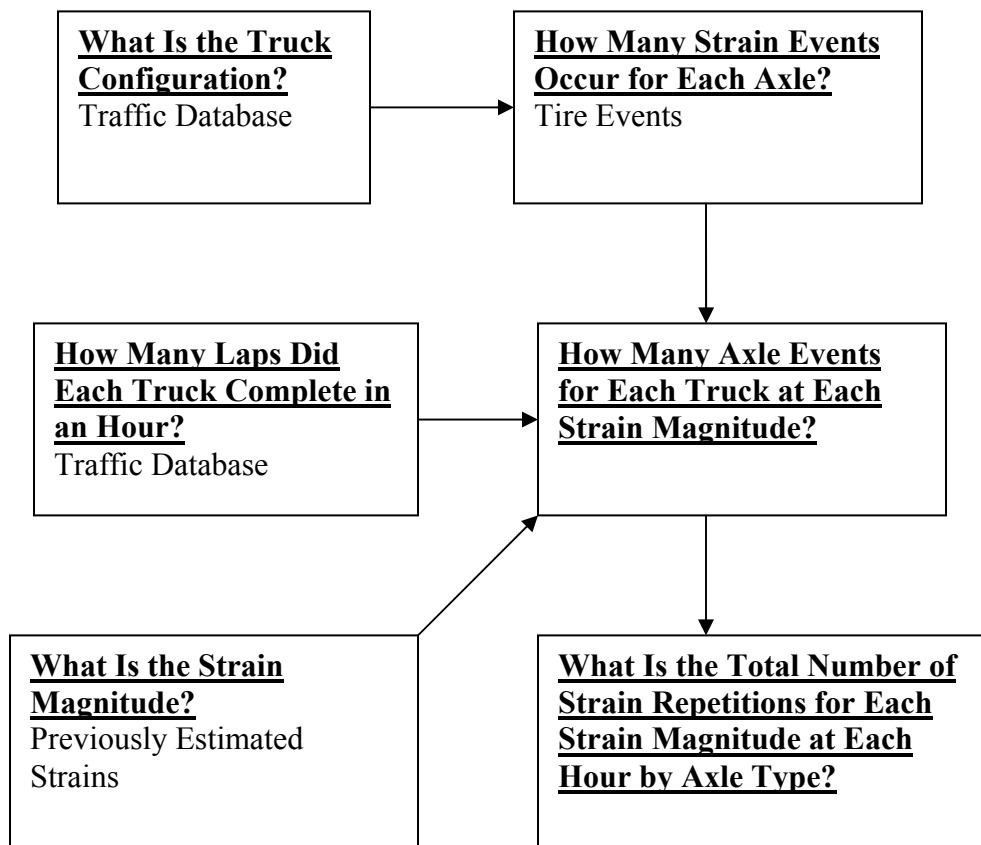 What Is the Truck
Configuration?
Traffic Database
How Many Strain Events
Occur for Each Axle?
Tire Events
How Many Laps Did
Each Truck Complete in
an Hour?
Traffic Database
How Many Axle Events
for Each Truck at Each
Strain Magnitude?
What Is the Strain
Magnitude?
Previously Estimated
Strains
What Is the Total Number of
Strain Repetitions for Each
Strain Magnitude at Each
Hour by Axle Type?